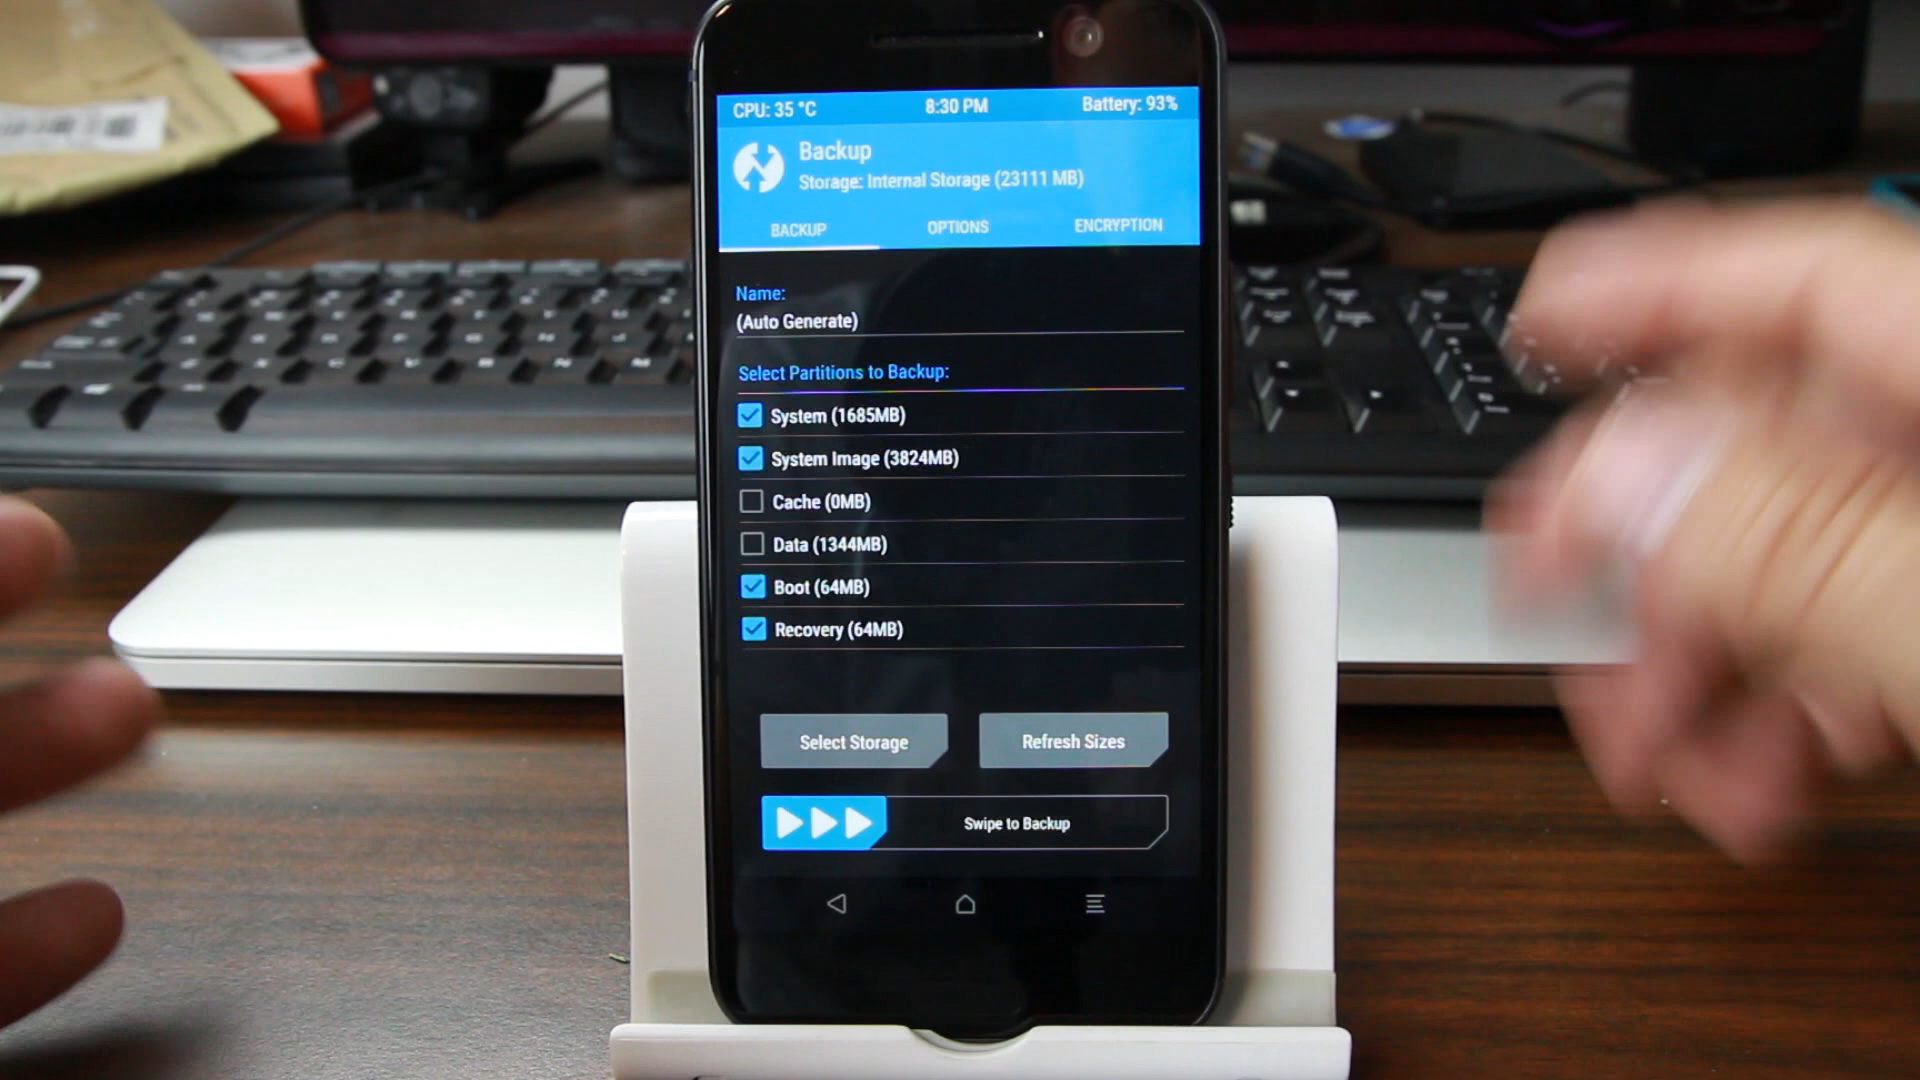 CPU: 35 °C 8:30 PM Battery: 93%
Backup
Storage: Internal Storage (23111 MB)
BACKUP OPTIONS ENCRYPTION
Name:
(Auto Generate)
Select Partitions to Backup:
System (1685MB)
System Image (3824MB)
Cache (0MB)
Data (1344MB)
Boot (64MB)
Recovery (64MB)
Select Storage Refresh Sizes
Swipe to Backup